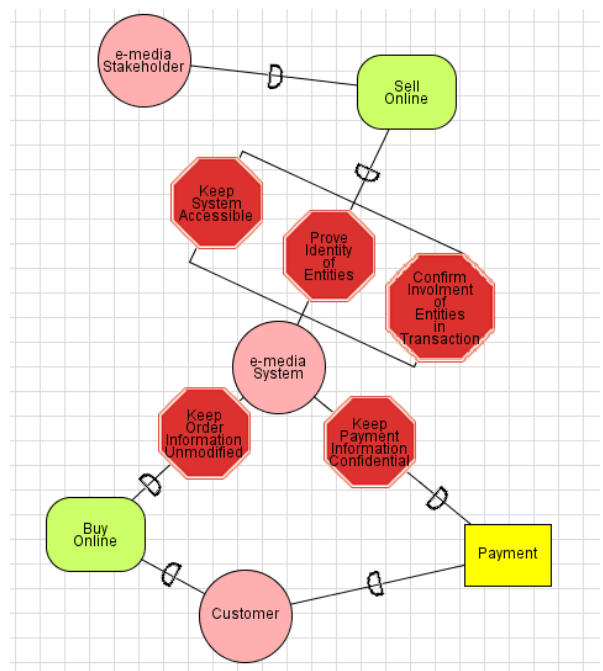 e-media
Stakeholder
Sell
Online
Keep
System
Accessible
Prove
Identity
of
Entities
Confirm
Involment
of
Entities
in
Transaction
e-media
System
Keep
Order
Information
Unmodified
Keep
Payment
Information
Confidential
Buy
Online
Payment
Customer